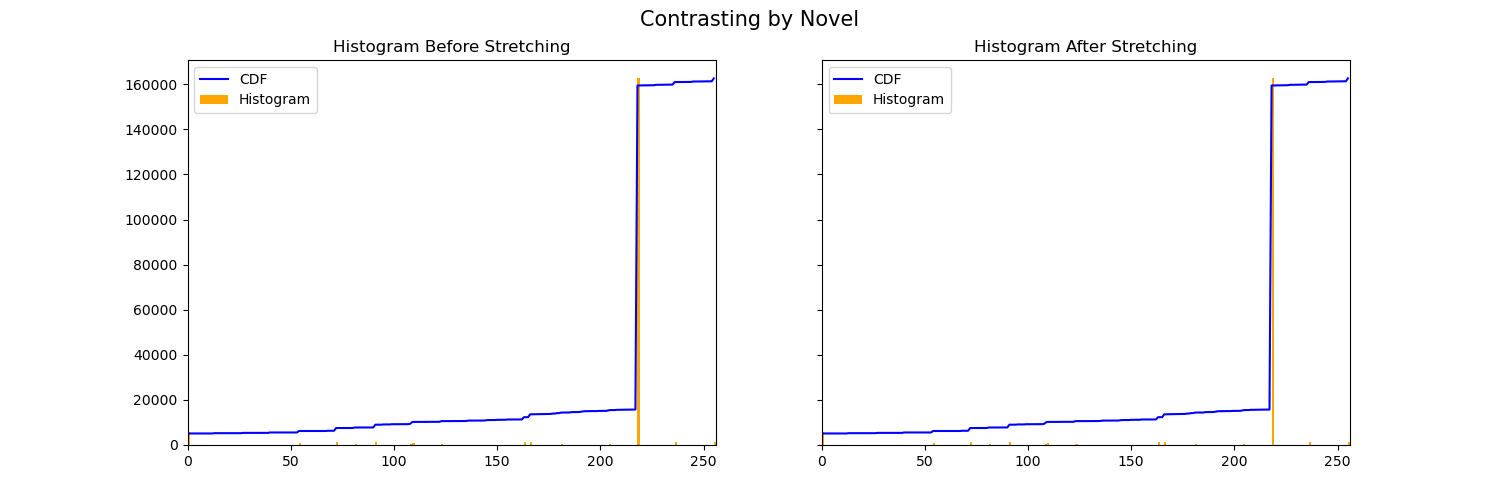 Contrasting by Novel
Histogram Before Stretching
CDF
Histogram
160000
140000
120000
100000
80000
60000
40000
20000
0
0 50 100 150 200 250
Histogram After Stretching
CDF
Histogram
0 50 100 150 200 250